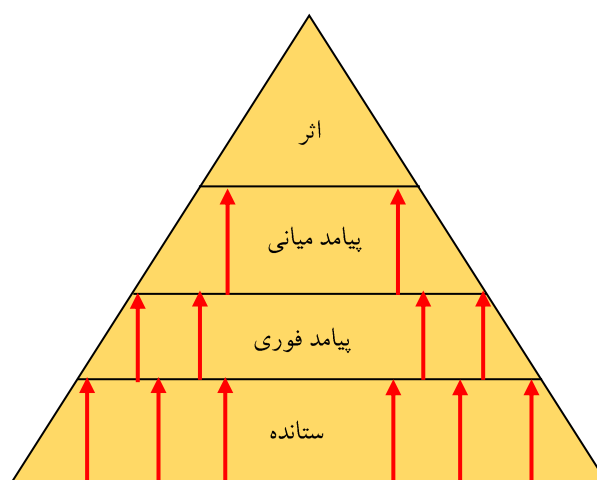 اثر
پیامد میانی
پیامد فوری
ستانده